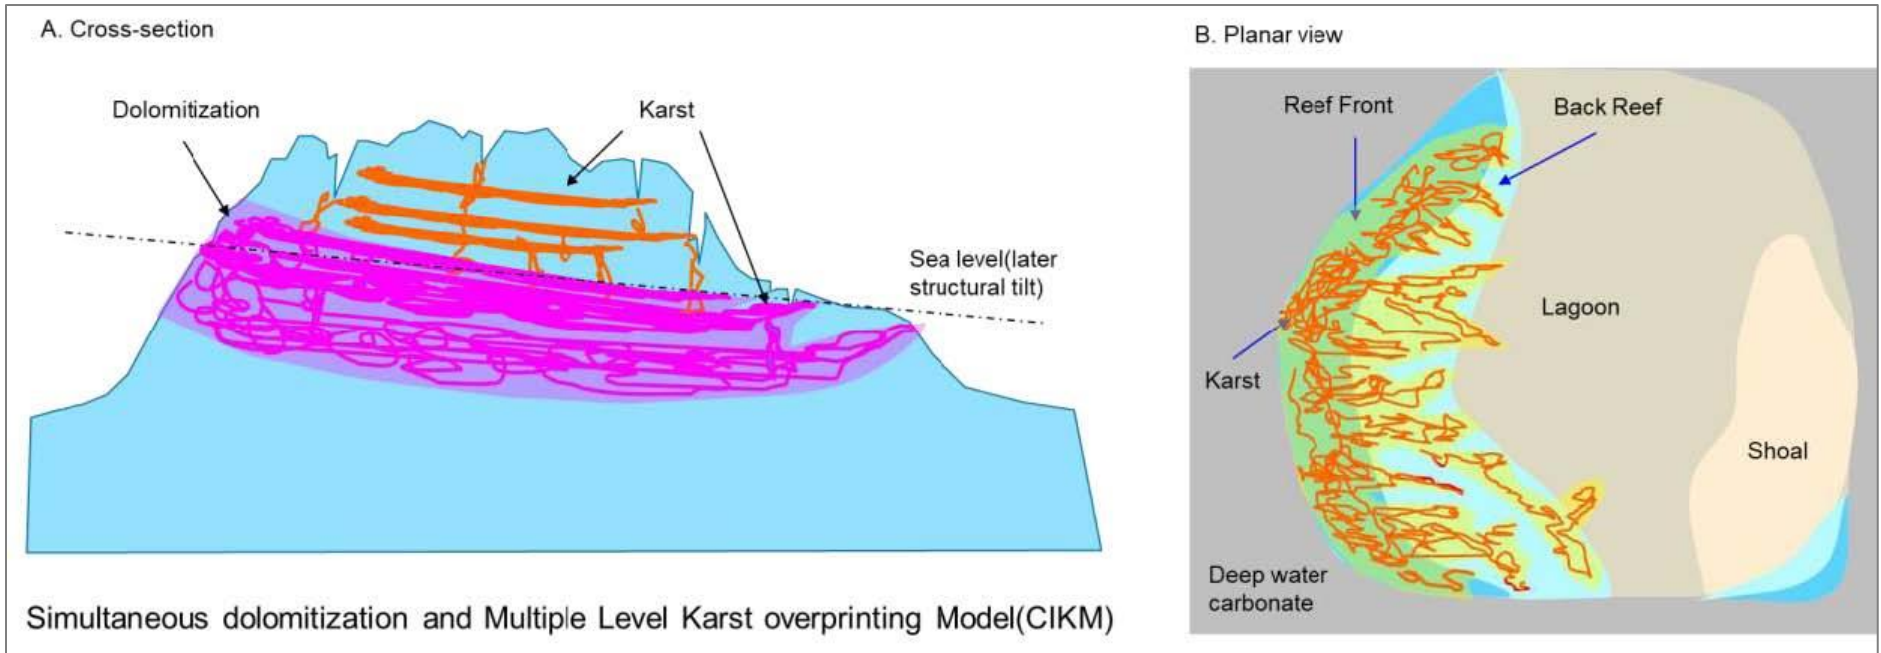 A. Cross-section
Dolomitization
Karst
Sea level(later
structural tilt)
Simultaneous dolomitization and Multiple Level Karst overprinting Model(CIKM)
B. Planar view
Reef Front
Back Reef
Lagoon
Karst
Shoal
Deep water
carbonate